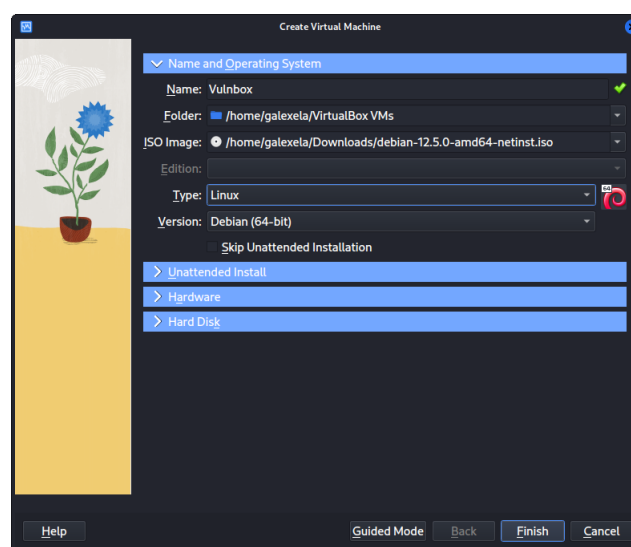 Create Virtual Machine
Name and Operating System
Name: Vulnbox
Folder: /home/galexela/VirtualBox VMs
ISO Image: /home/galexela/Downloads/debian-12.5.0-amd64-netinst.iso
Edition:
Type: Linux
64
Version: Debian (64-bit)
Skip Unattended Installation
Unattended Install
Hardware
Hard Disk
Help Guided Mode Back Finish Cancel